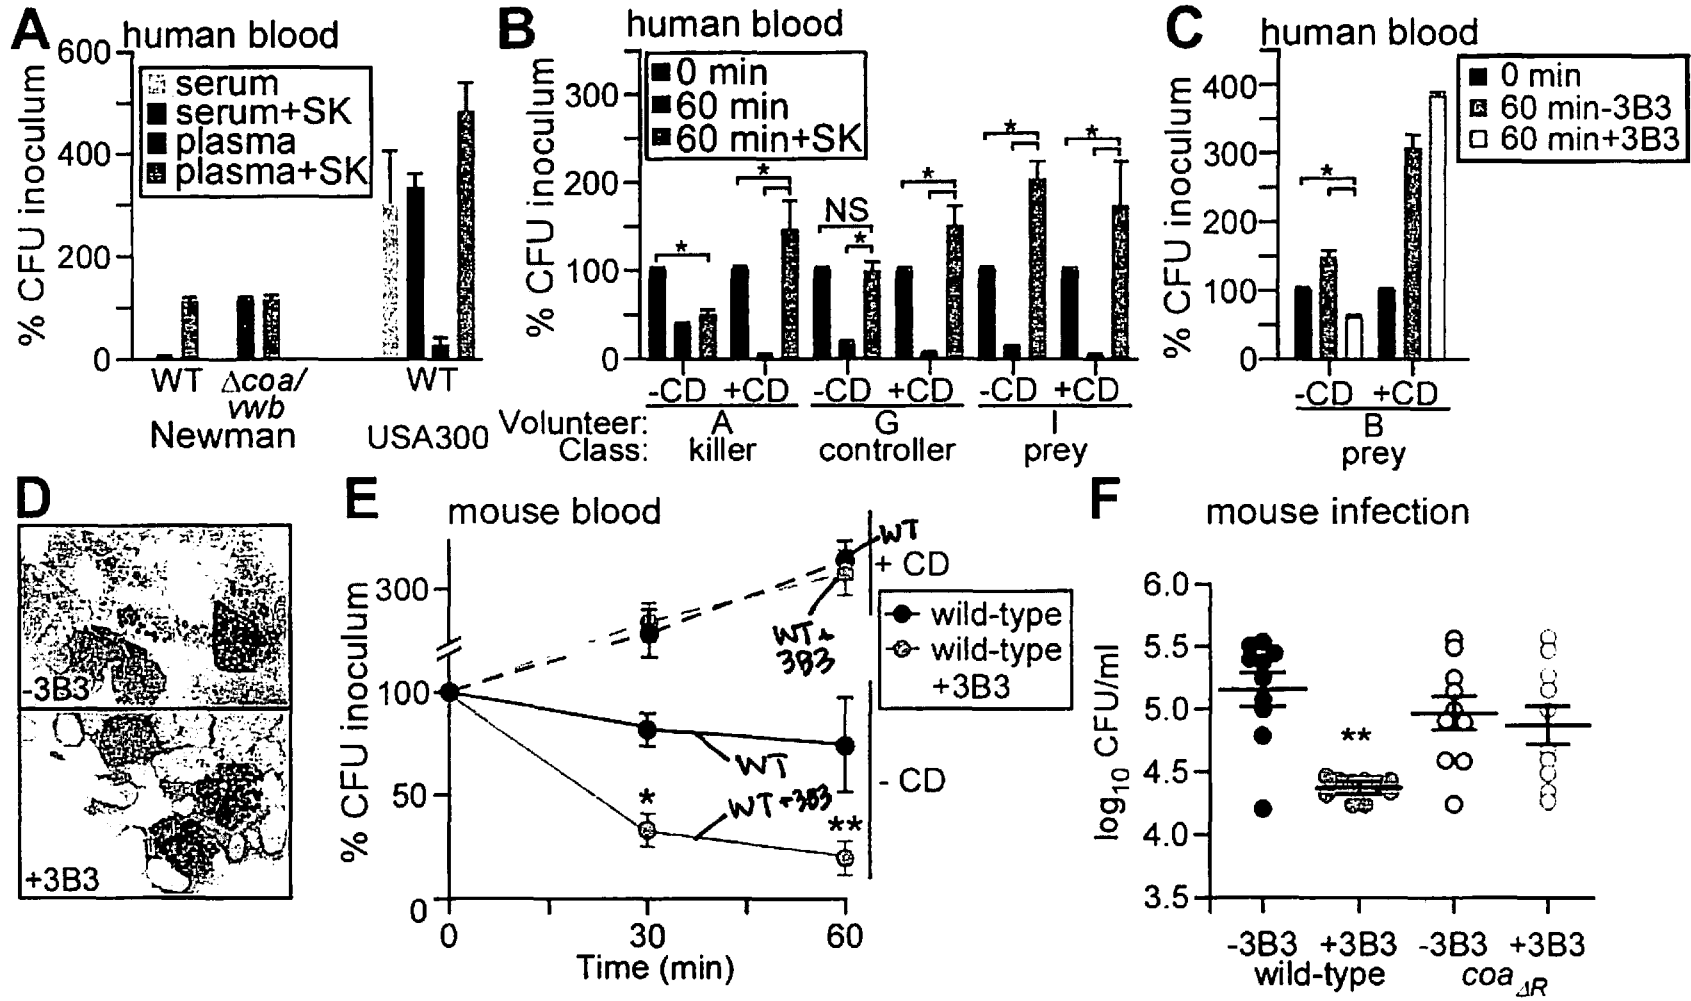 A
human blood
600
400
200
0
% CFU inoculum
serum
serum+SK
plasma
plasma+SK
WT
Δcoa/
vwb
WT
Newman
USA300
B
human blood
300
200
100
0
% CFU inoculum
0 min
60 min
60 min+SK
*
*
NS
*
*
*
*
-CD +CD -CD +CD -CD +CD
Volunteer: A G I
Class: killer controller prey
C
human blood
400
300
200
100
0
% CFU inoculum
0 min
60 min-3B3
60 min+3B3
*
-CD +CD
B
prey
D
-3B3
+3B3
E
mouse blood
300
100
50
0
% CFU inoculum
WT
+ CD
WT+
3B3
wild-type
wild-type
+3B3
WT
- CD
WT+3B3
*
**
0 30 60
Time (min)
F
mouse infection
6.0
5.5
5.0
4.5
4.0
3.5
log10 CFU/ml
**
-3B3 +3B3 -3B3 +3B3
wild-type coaΔR